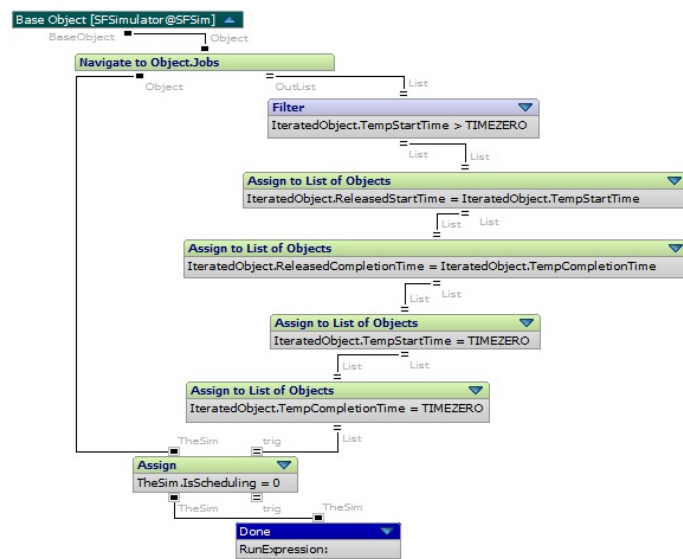 Base Object [SFSimulator@SFSim]
BaseObject
Object
Navigate to Object.Jobs
Object
OutList
List
Filter
IteratedObject.TempStartTime > TIMEZERO
List
List
Assign to List of Objects
IteratedObject.ReleasedStartTime = IteratedObject.TempStartTime
List
List
Assign to List of Objects
IteratedObject.ReleasedCompletionTime = IteratedObject.TempCompletionTime
List
List
Assign to List of Objects
IteratedObject.TempStartTime = TIMEZERO
List
List
Assign to List of Objects
IteratedObject.TempCompletionTime = TIMEZERO
TheSim
trig
List
Assign
TheSim.IsScheduling = 0
TheSim
trig
TheSim
Done
RunExpression: